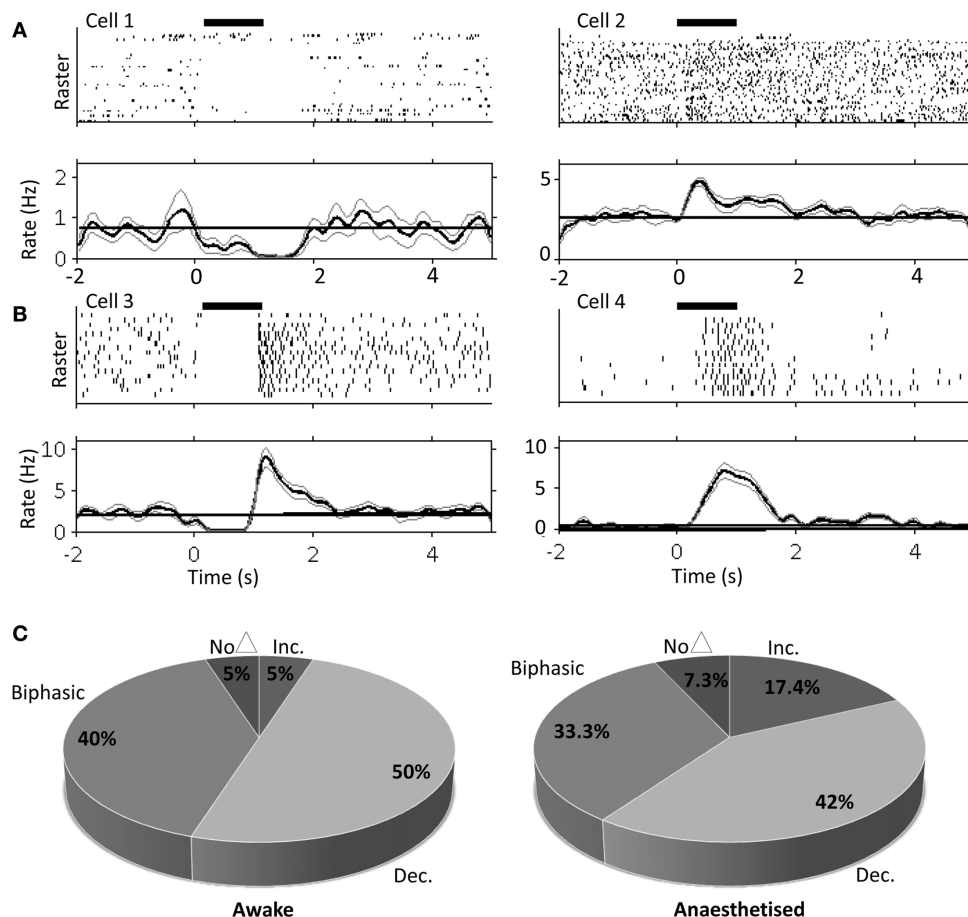 A
Cell 1
Cell 2
Raster
Rate (Hz)
2
1
0
-2 0 2 4
5
0
-2 0 2 4
B
Cell 3
Cell 4
Raster
Rate (Hz)
10
5
0
-2 0 2 4
Time (s)
10
5
0
-2 0 2 4
Time (s)
C
No△ Inc.
Biphasic
5% 5%
40%
50%
Dec.
Awake
No△ Inc.
Biphasic
7.3% 17.4%
33.3%
42%
Dec.
Anaesthetised